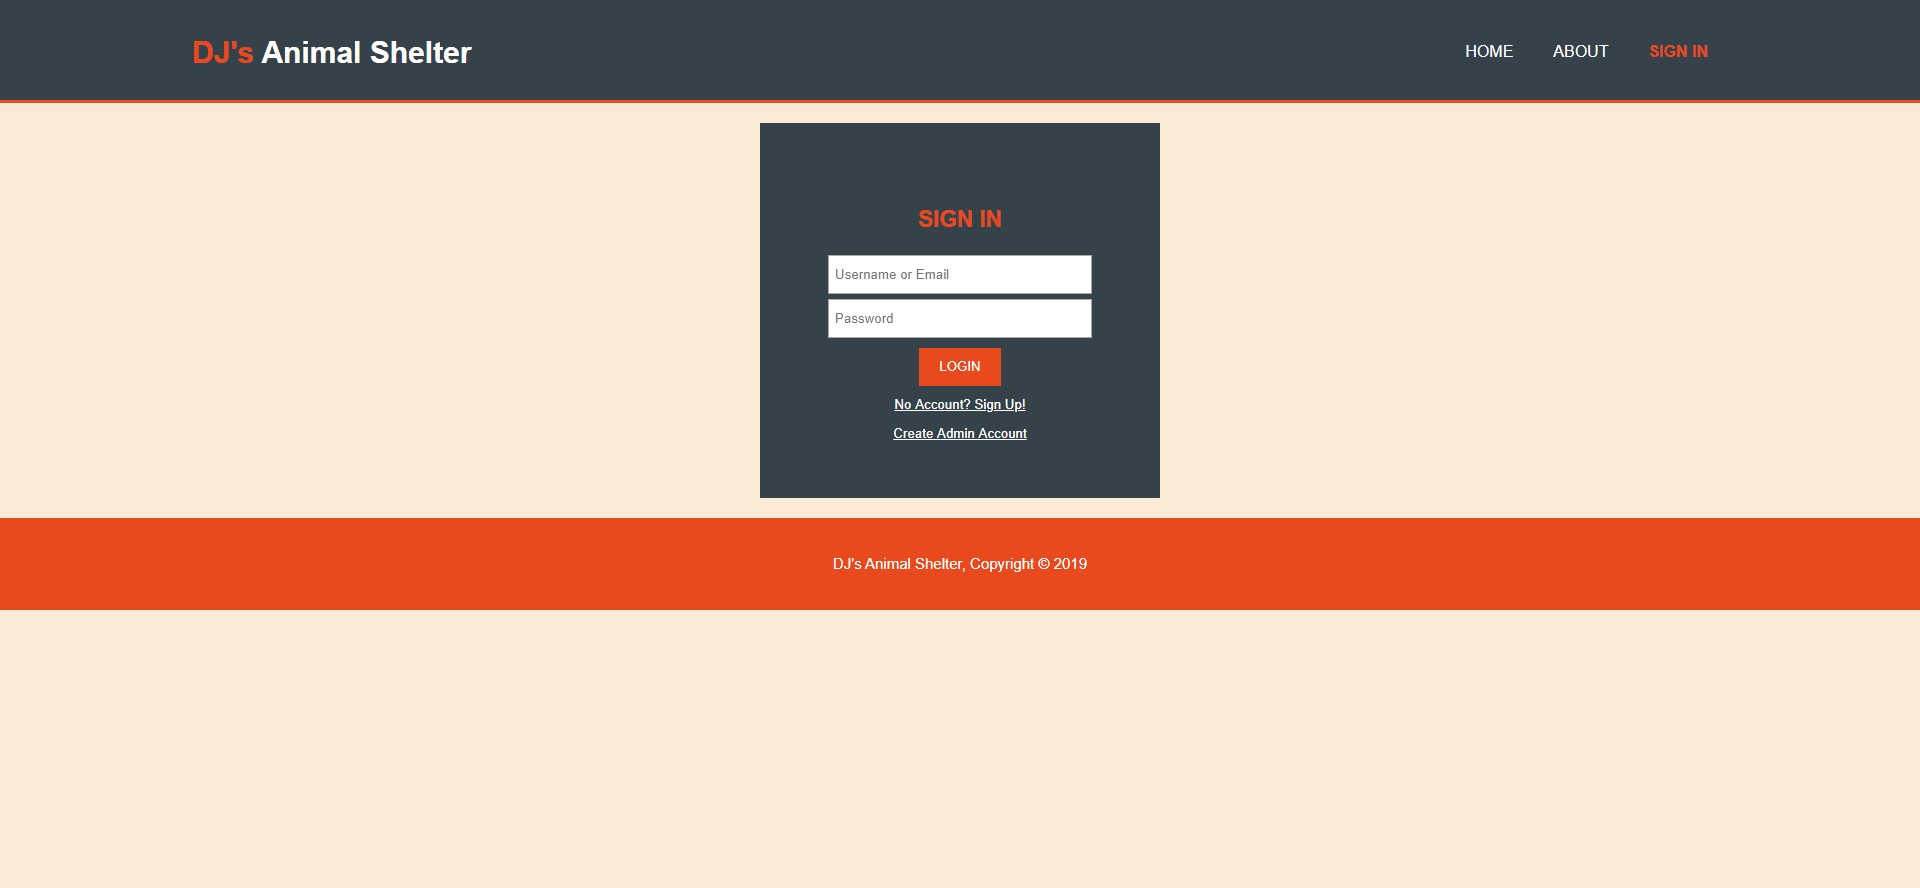 DJ's Animal Shelter
HOME ABOUT SIGN IN
SIGN IN
Username or Email
Password
LOGIN
No Account? Sign Up!
Create Admin Account
DJ's Animal Shelter, Copyright © 2019